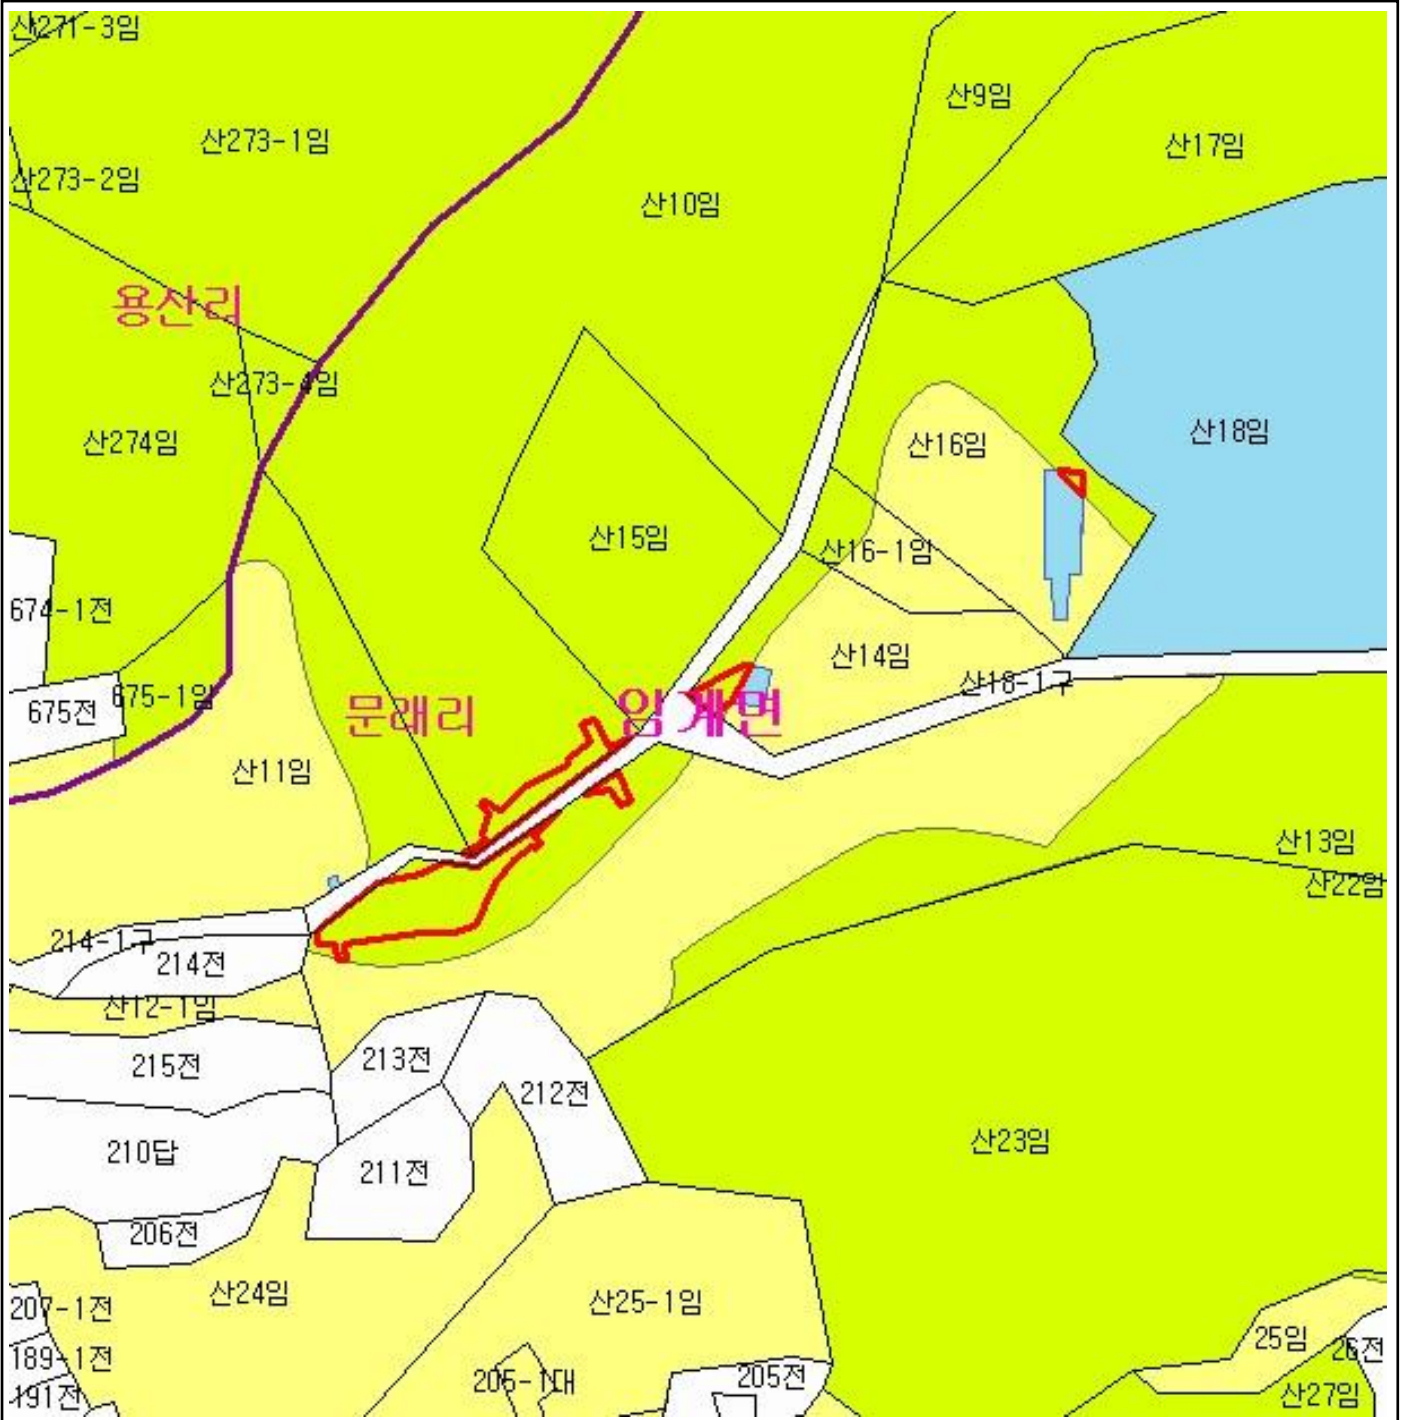 산271-3임
산9임
산273-1임
산17임
산273-2임
산10임
용산리
산273-4임
산274임
산18임
산16임
산15임
산16-1임
674-1전
산14임
산18-1구
675-1임
675전
문래리
임계면
산11임
산13임
산22임
214-1구
214전
산12-1임
215전
213전
212전
210답
211전
산23임
206전
산24임
산25-1임
207-1전
25임
26전
189-1전
205-1대
205전
191전
산27임